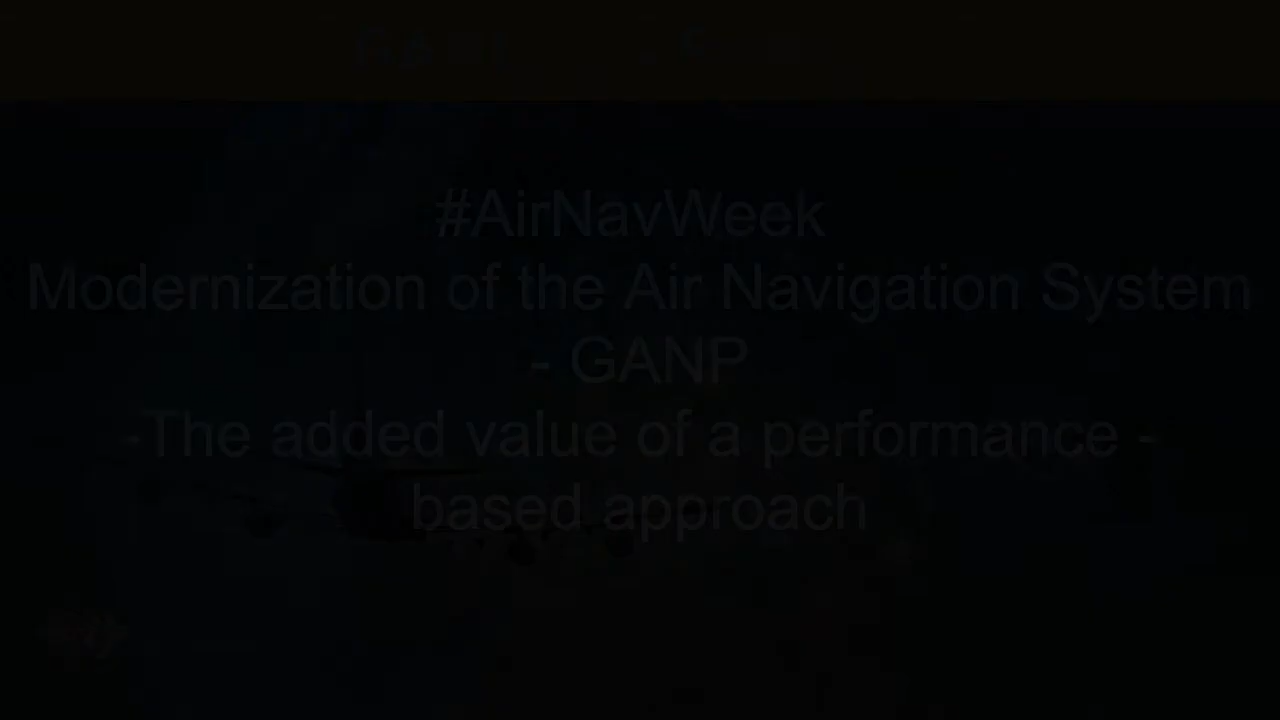 #AirNavWeek
Modernization of the Air Navigation System
- GANP
-The added value of a performance -
based approach